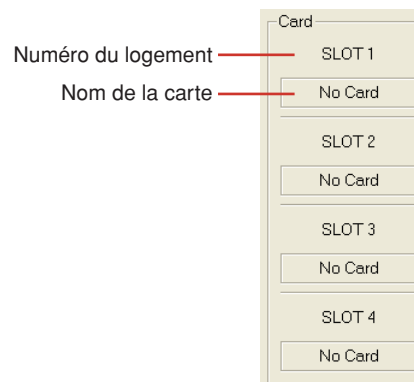 Card
Numéro du logement
SLOT 1
Nom de la carte
No Card
SLOT 2
No Card
SLOT 3
No Card
SLOT 4
No Card